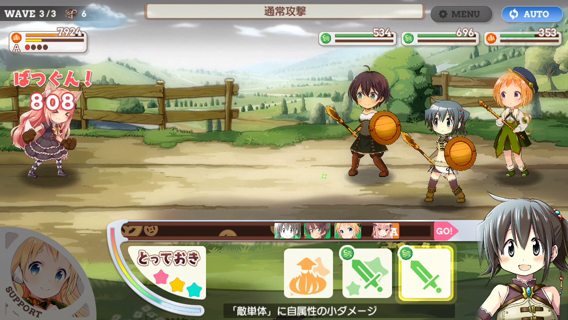 WAVE 3/3 6
通常攻撃
MENU
AUTO
7924
A
534
696
353
ばつぐん!
808
GO!
A
とっておき
SUPPORT
「敵単体」に自属性の小ダメージ